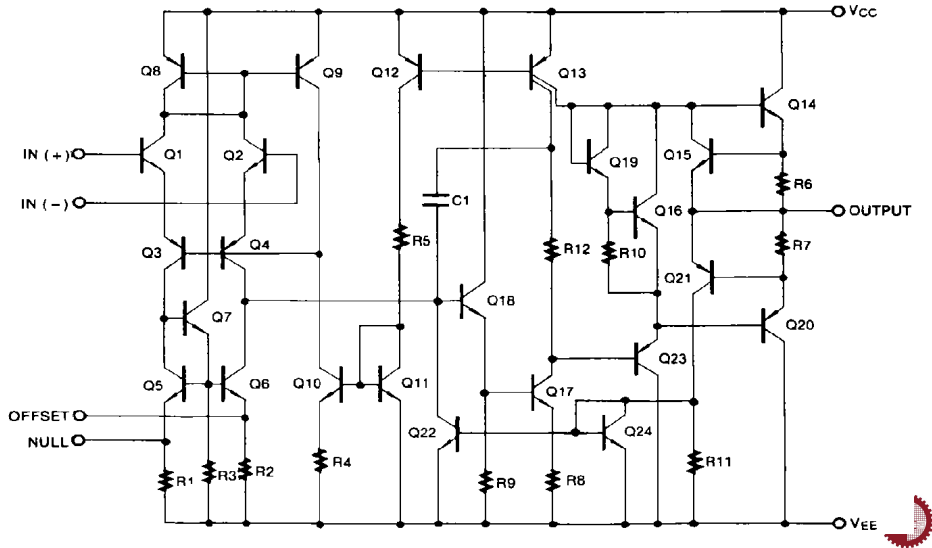 VCC
Q8
Q9
Q12
Q13
Q14
IN (+)
Q1
Q2
Q19
Q15
R6
IN (-)
C1
Q16
OUTPUT
R5
R12
R10
R7
Q3
Q4
Q21
Q7
Q18
Q20
Q23
Q5
Q6
Q10
Q11
Q17
OFFSET
NULL
Q22
Q24
R1
R3
R2
R4
R9
R8
R11
VEE